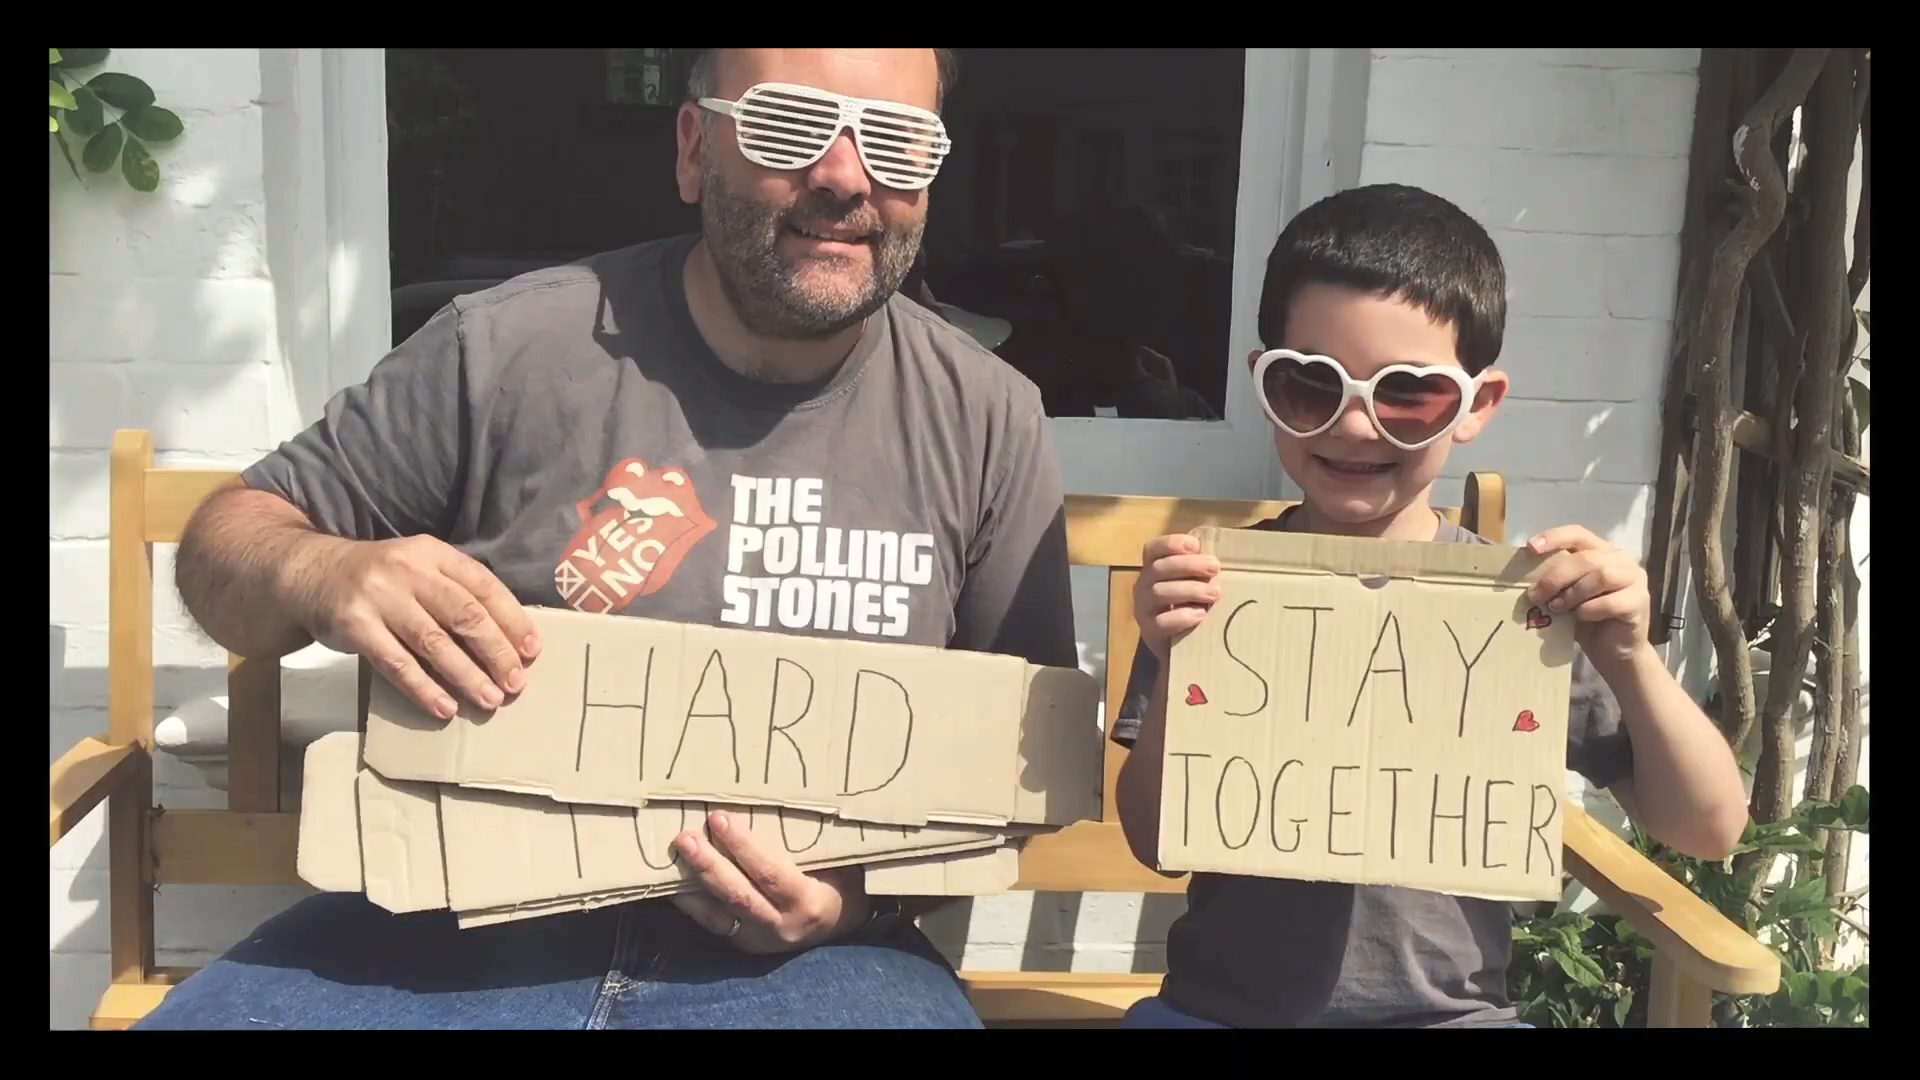 YES
NO
THE
POLLING
STONES
HARD
STAY
TOGETHER